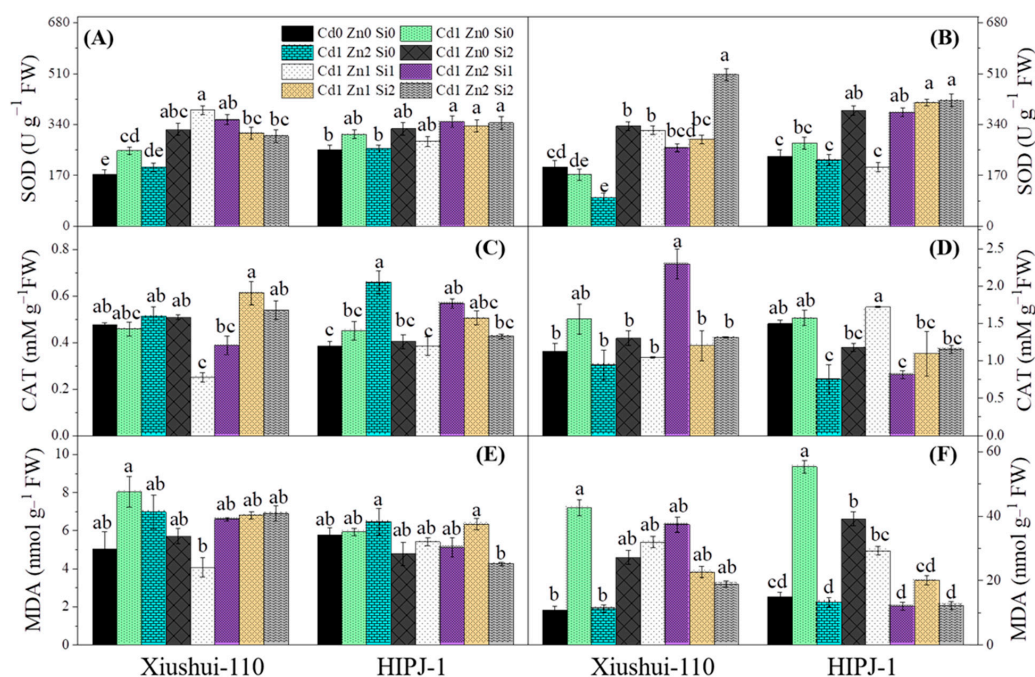 680
510
340
170
0
SOD (U g⁻¹ FW)
(A)
Cd0 Zn0 Si0
Cd1 Zn0 Si0
Cd1 Zn2 Si0
Cd1 Zn0 Si2
Cd1 Zn1 Si1
Cd1 Zn2 Si1
Cd1 Zn1 Si2
Cd1 Zn2 Si2
e cd de abc a ab bc bc
b ab b ab ab a a a
(B)
cd de e b b bcd bc a
c bc c ab c ab a a
680
510
340
170
0
SOD (U g⁻¹ FW)
0.8
0.6
0.4
0.2
0.0
CAT (mM g⁻¹FW)
(C)
abc abc ab ab c bc a ab
c bc a bc c ab abc bc
(D)
b ab b b b a b b
ab ab c bc a c bc bc
2.5
2.0
1.5
1.0
0.5
0.0
CAT (mM g⁻¹FW)
10
8
6
4
2
0
MDA (nmol g⁻¹ FW)
(E)
ab a ab ab b ab ab ab
ab ab a ab ab ab a b
(F)
b a b ab ab ab ab ab
cd a cd b bc d cd d
60
40
20
0
MDA (nmol g⁻¹ FW)
Xiushui-110 HIPJ-1 Xiushui-110 HIPJ-1